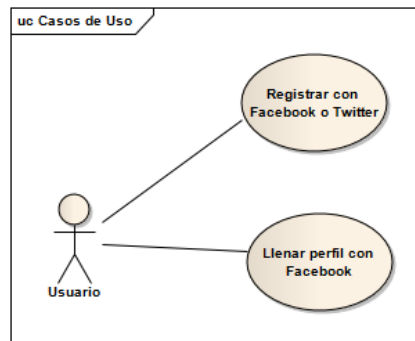 uc Casos de Uso
Registrar con
Facebook o Twitter
Llenar perfil con
Facebook
Usuario